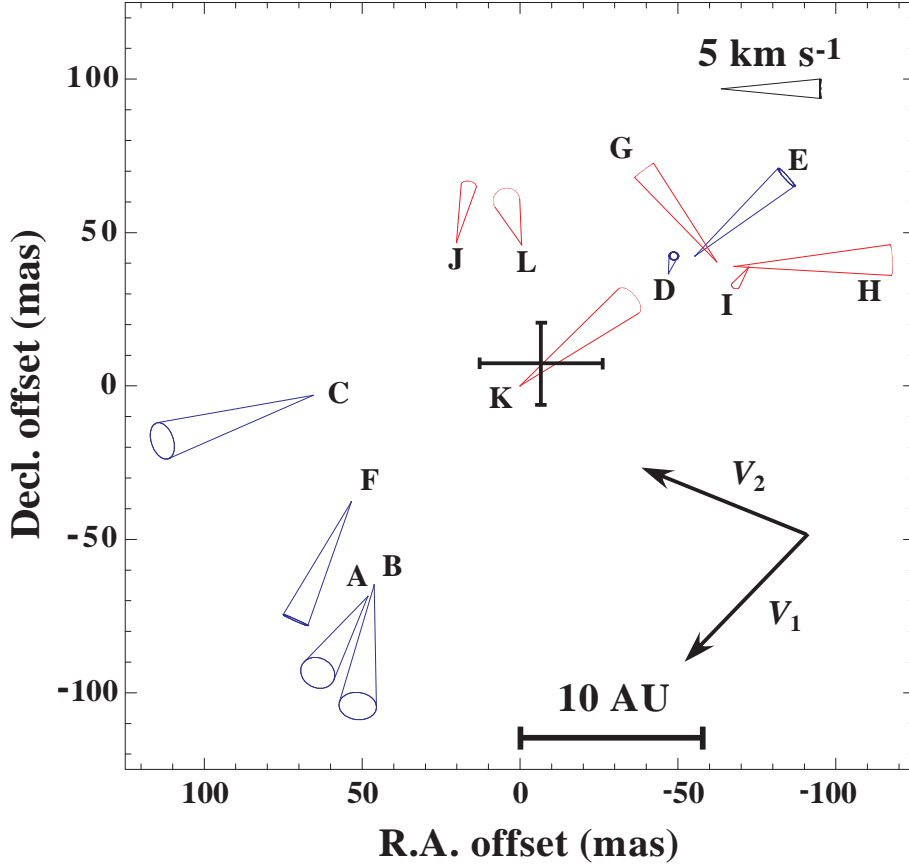 5 km s⁻¹
100
G
E
J
L
50
D
I
H
K
0
C
F
V₂
A
B
-50
V₁
-100
10 AU
100
50
0
-50
-100
R.A. offset (mas)
Decl. offset (mas)